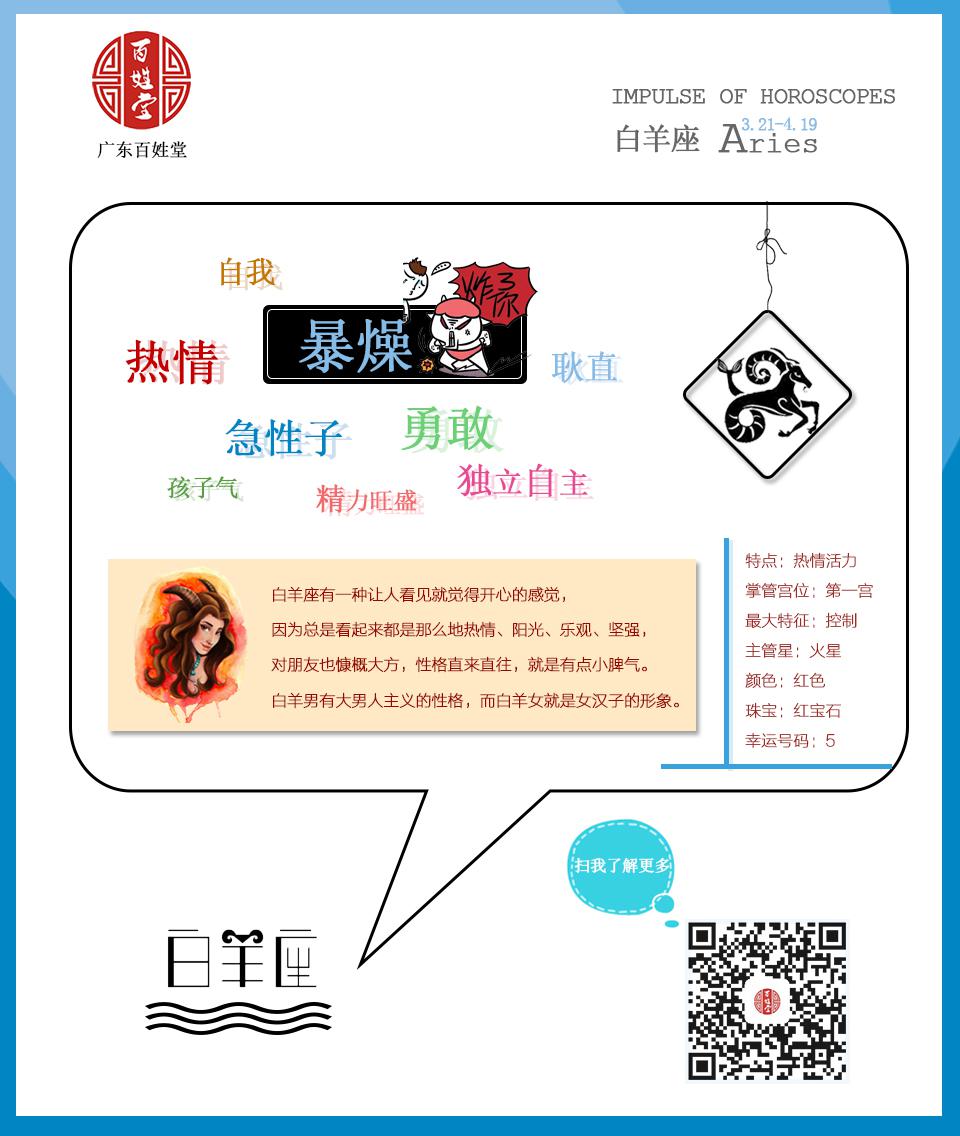 百姓堂
广东百姓堂
IMPULSE OF HOROSCOPES
3.21-4.19
白羊座 Aries
自我
炸了你
暴燥
热情
耿直
急性子
勇敢
孩子气
精力旺盛
独立自主
白羊座有一种让人看见就觉得开心的感觉，
因为总是看起来都是那么地热情、阳光、乐观、坚强，
对朋友也慷概大方，性格直来直往，就是有点小脾气。
白羊男有大男人主义的性格，而白羊女就是女汉子的形象。
特点：热情活力
掌管宫位：第一宫
最大特征：控制
主管星：火星
颜色：红色
珠宝：红宝石
幸运号码：5
扫我了解更多
白羊座
百姓堂